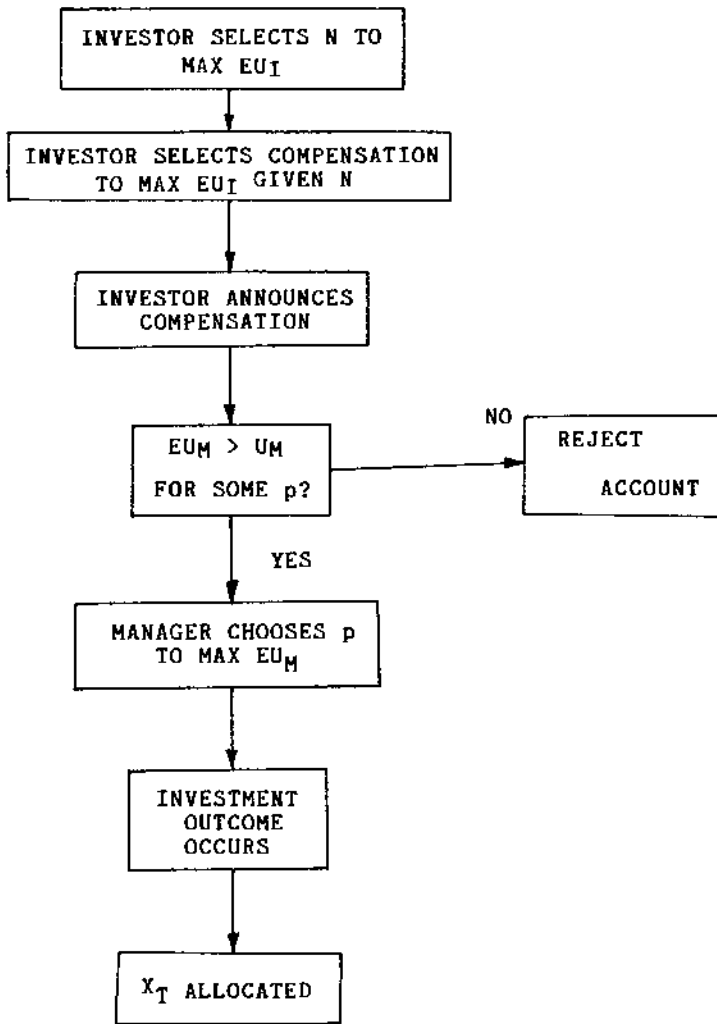 INVESTOR SELECTS N TO
MAX EUI
INVESTOR SELECTS COMPENSATION
TO MAX EUI GIVEN N
INVESTOR ANNOUNCES
COMPENSATION
EUM > UM
FOR SOME p?
NO
REJECT
ACCOUNT
YES
MANAGER CHOOSES p
TO MAX EUM
INVESTMENT
OUTCOME
OCCURS
XT ALLOCATED